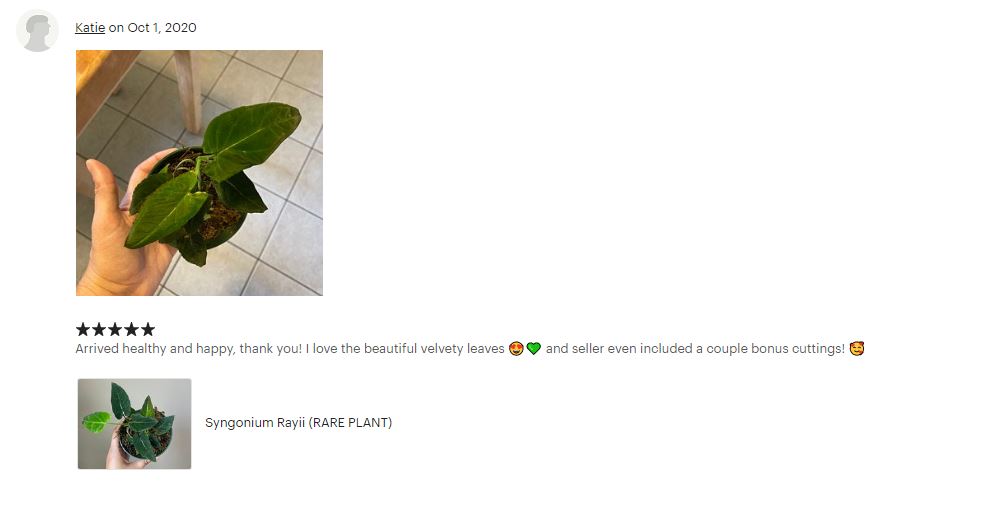 Katie on Oct 1, 2020
★★★★★
Arrived healthy and happy, thank you! I love the beautiful velvety leaves 😍💚 and seller even included a couple bonus cuttings! 🥰
Syngonium Rayii (RARE PLANT)